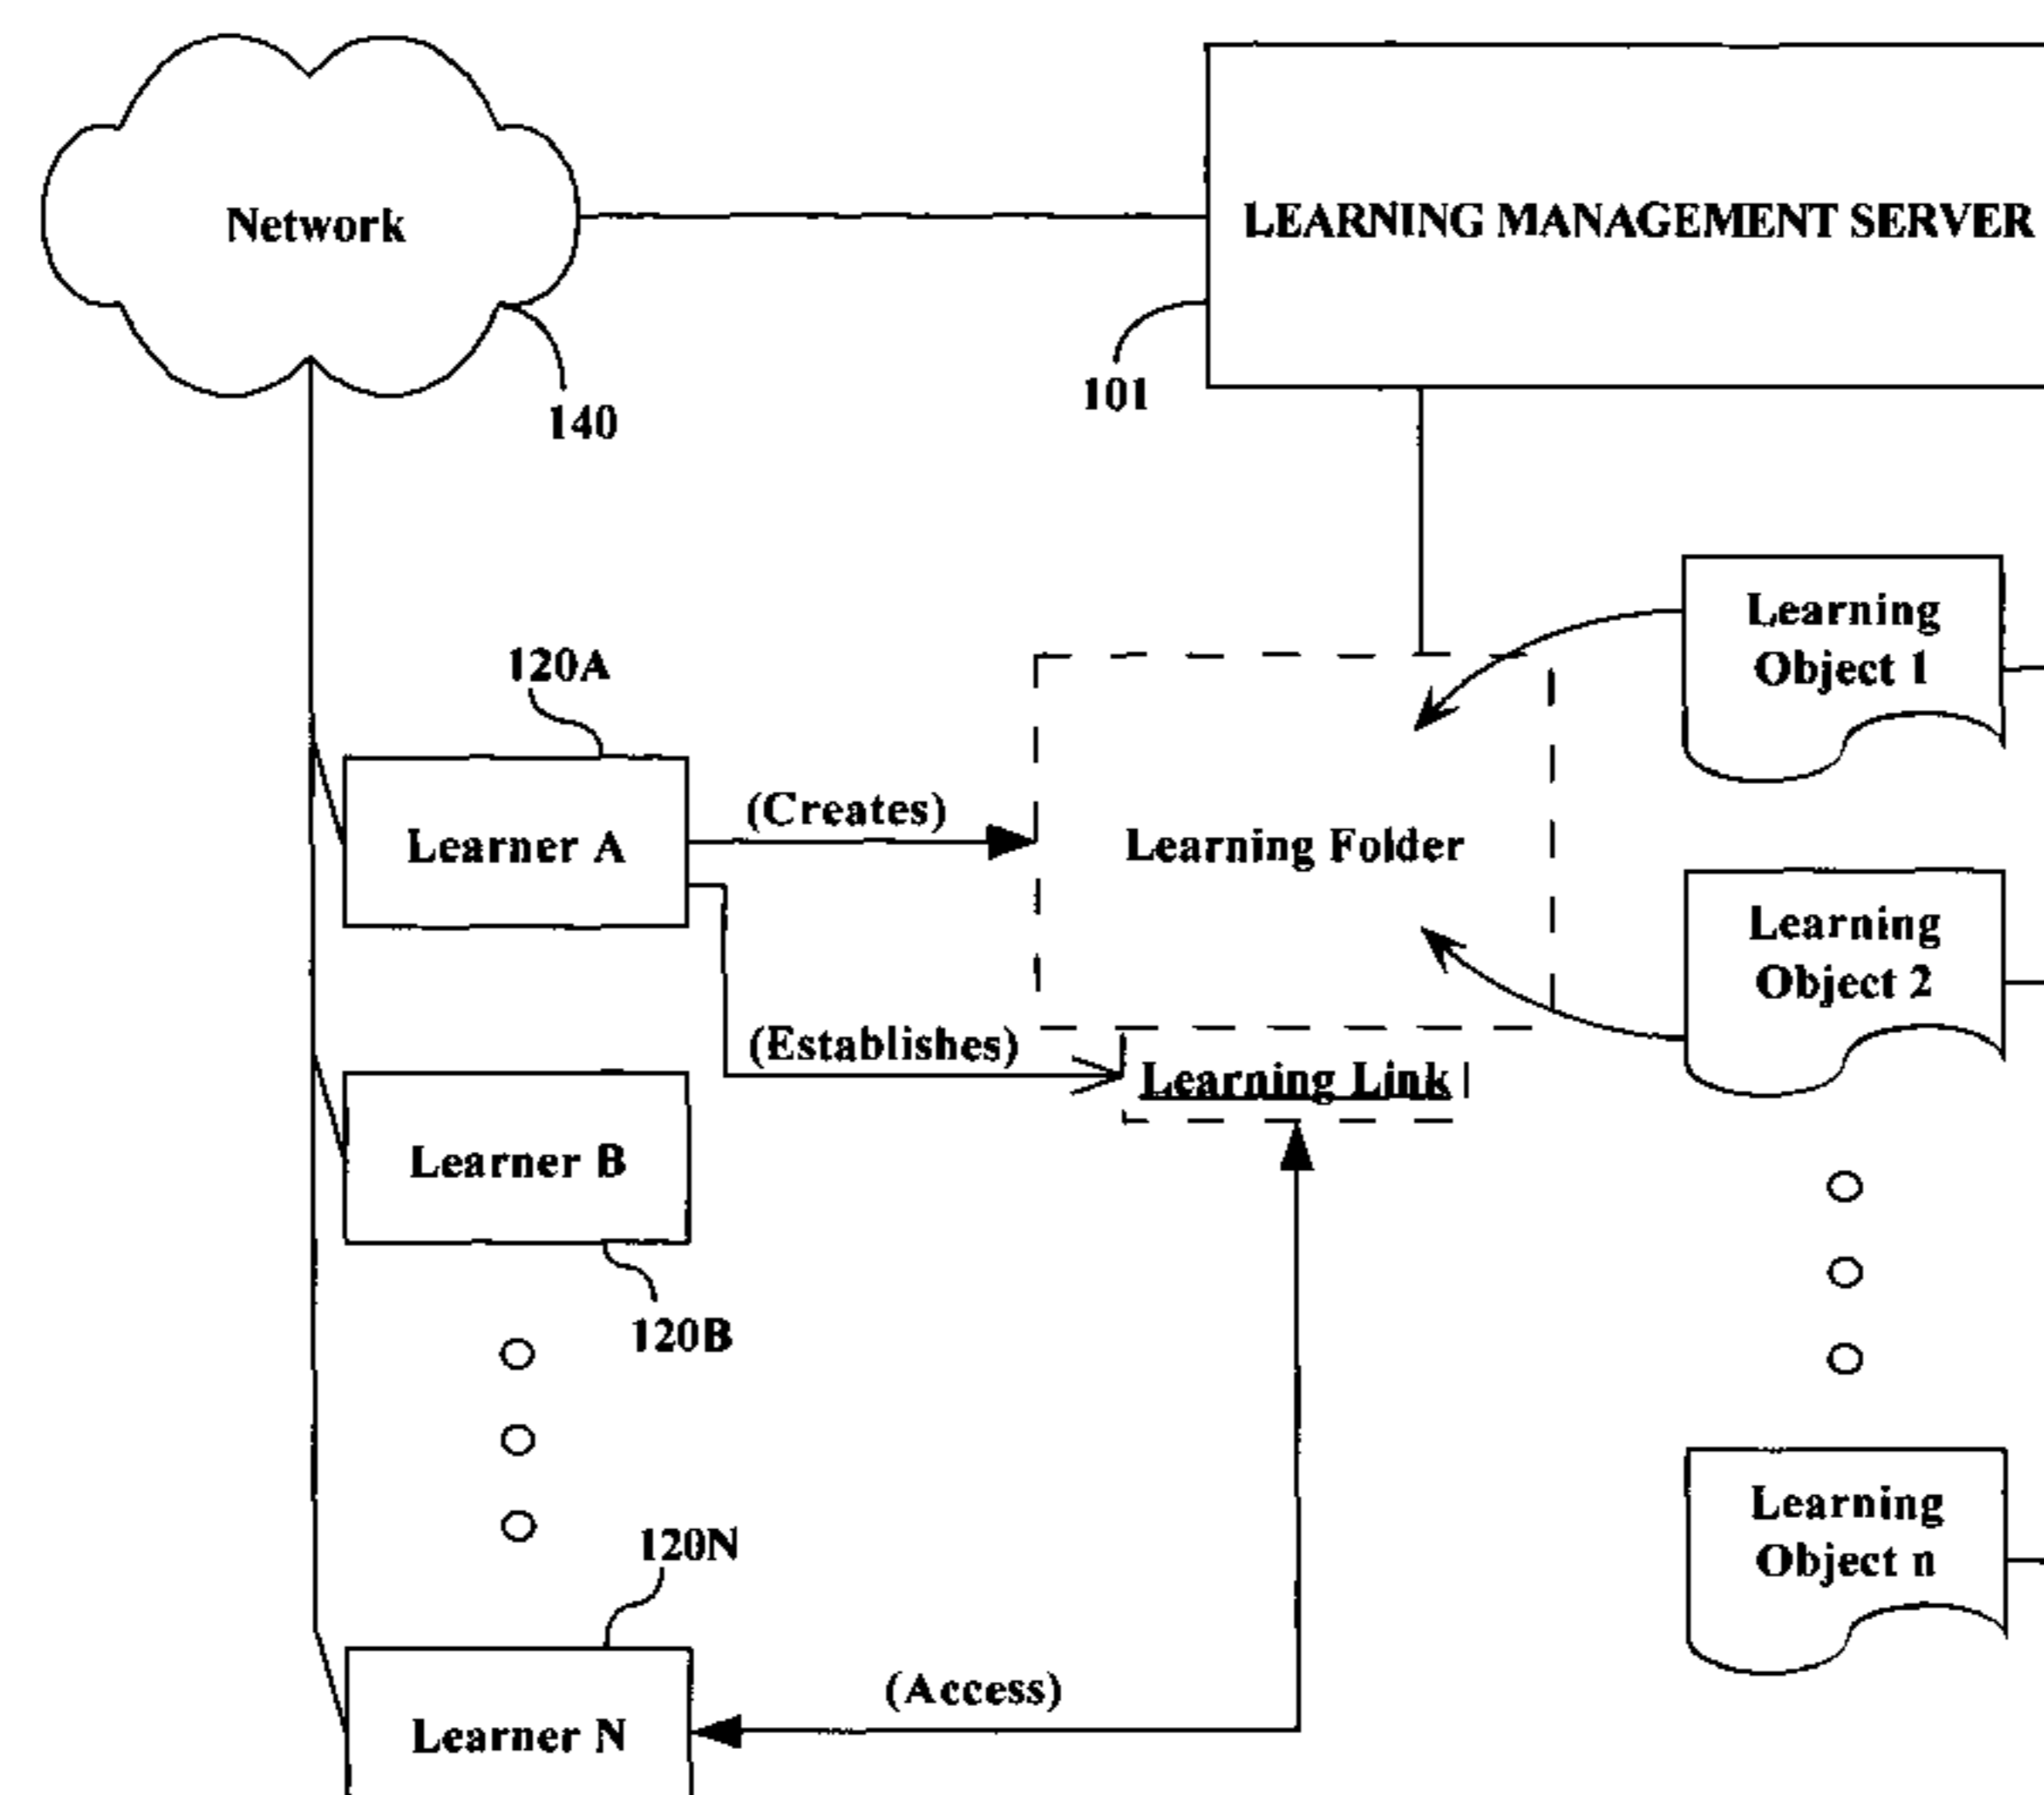 Network
LEARNING MANAGEMENT SERVER
101
140
Learning
Object 1
120A
(Creates)
Learner A
Learning Folder
Learning
Object 2
(Establishes)
Learning Link
Learner B
120B
Learning
Object n
120N
(Access)
Learner N